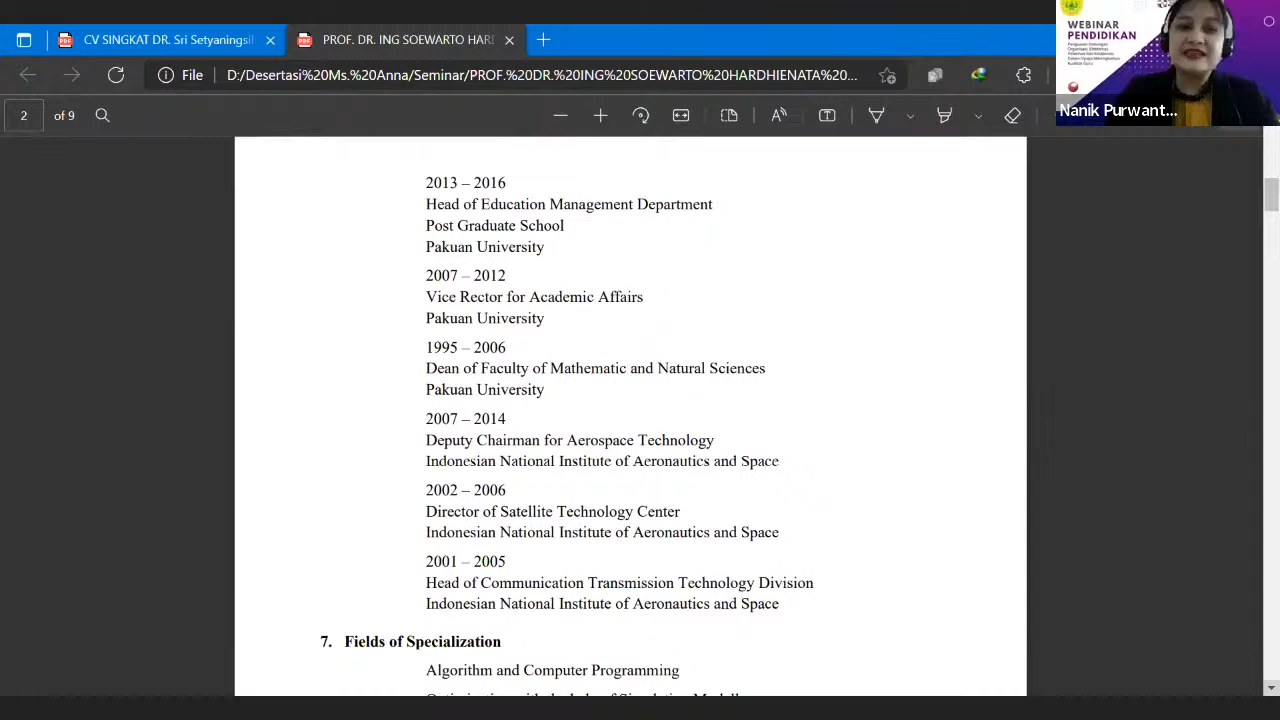 CV SINGKAT DR. Sri Setyaningsil
PROF. DR. ING SOEWARTO HARI
File
D:/Desertasi%20Ms.%20Lina/Seminar/PROF.%20DR.%20ING%20SOEWARTO%20HARDHIENATA%20...
2 of 9
WEBINAR
PENDIDIKAN
Nanik Purwant...
2013 – 2016
Head of Education Management Department
Post Graduate School
Pakuan University
2007 – 2012
Vice Rector for Academic Affairs
Pakuan University
1995 – 2006
Dean of Faculty of Mathematic and Natural Sciences
Pakuan University
2007 – 2014
Deputy Chairman for Aerospace Technology
Indonesian National Institute of Aeronautics and Space
2002 – 2006
Director of Satellite Technology Center
Indonesian National Institute of Aeronautics and Space
2001 – 2005
Head of Communication Transmission Technology Division
Indonesian National Institute of Aeronautics and Space
7. Fields of Specialization
Algorithm and Computer Programming